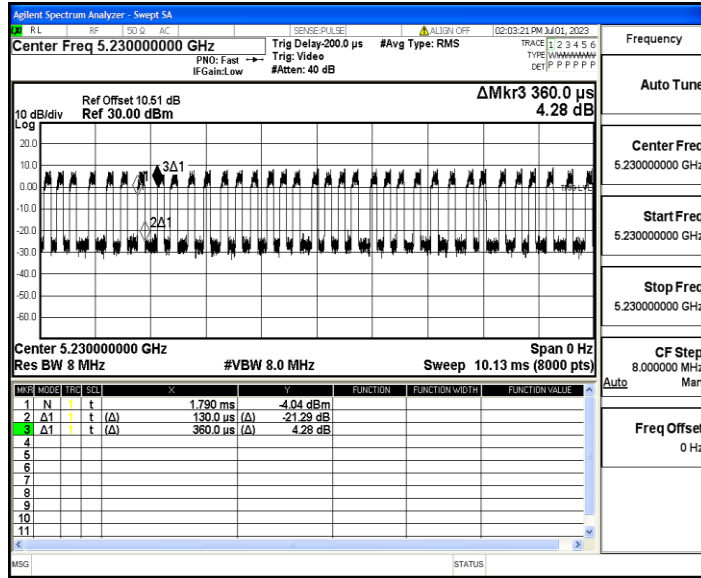 Agilent Spectrum Analyzer - Swept SA
RL RF 50 Ω AC SENSE:PULSE ALIGN OFF 02:03:21 PM Jul 01, 2023
Center Freq 5.230000000 GHz
PNO: Fast
IFGain:Low
Trig Delay-200.0 µs
Trig: Video
#Atten: 40 dB
#Avg Type: RMS
TRACE 1 2 3 4 5 6
TYPE
DET P P P P P P
Ref Offset 10.51 dB
Ref 30.00 dBm
10 dB/div
Log
ΔMkr3 360.0 µs
4.28 dB
20.0
10.0
0.00
-10.0
-20.0
-30.0
-40.0
-50.0
-60.0
1
3Δ1
2Δ1
TRIG LVL
Center 5.230000000 GHz
Span 0 Hz
Res BW 8 MHz
#VBW 8.0 MHz
Sweep 10.13 ms (8000 pts)
MKR MODE TRC SCL X Y FUNCTION FUNCTION WIDTH FUNCTION VALUE
1 N 1 t 1.790 ms -4.04 dBm
2 Δ1 1 t (Δ) 130.0 µs (Δ) -21.29 dB
3 Δ1 1 t (Δ) 360.0 µs (Δ) 4.28 dB
4
5
6
7
8
9
10
11
MSG
STATUS
Frequency
Auto Tune
Center Freq
5.230000000 GHz
Start Freq
5.230000000 GHz
Stop Freq
5.230000000 GHz
CF Step
8.000000 MHz
Auto Man
Freq Offset
0 Hz